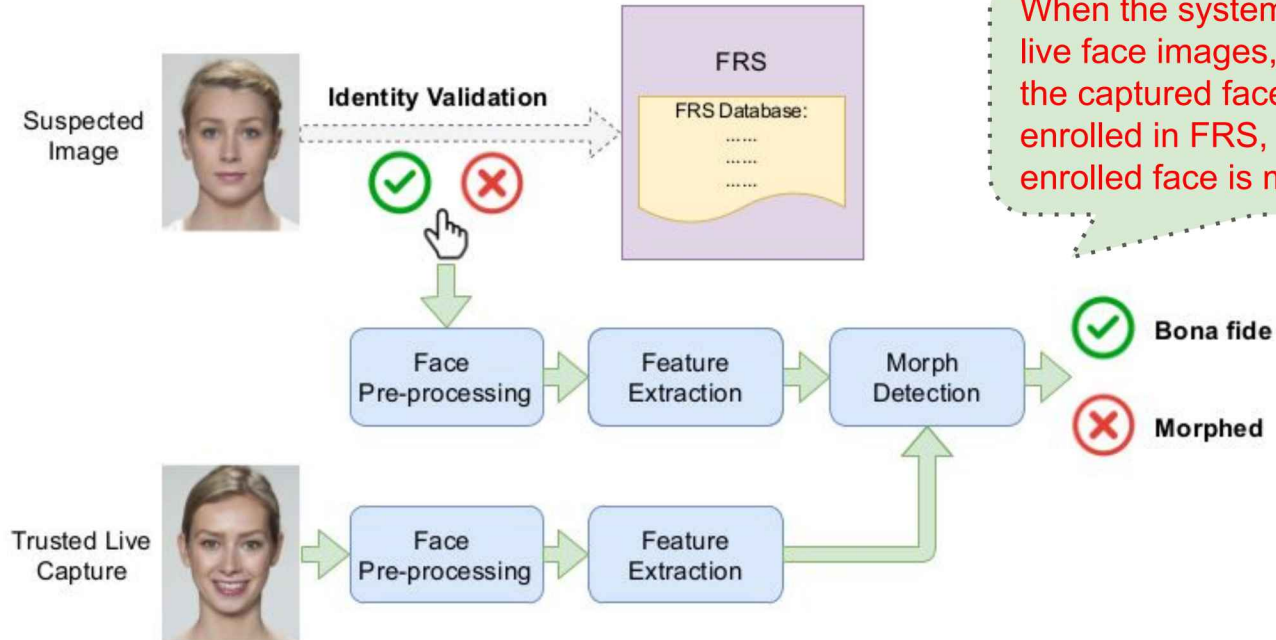 When the system
live face images,
the captured face
enrolled in FRS,
enrolled face is
FRS
FRS Database:
......
......
......
Suspected
Image
Identity Validation
Face
Pre-processing
Feature
Extraction
Morph
Detection
Bona fide
Morphed
Trusted Live
Capture
Face
Pre-processing
Feature
Extraction